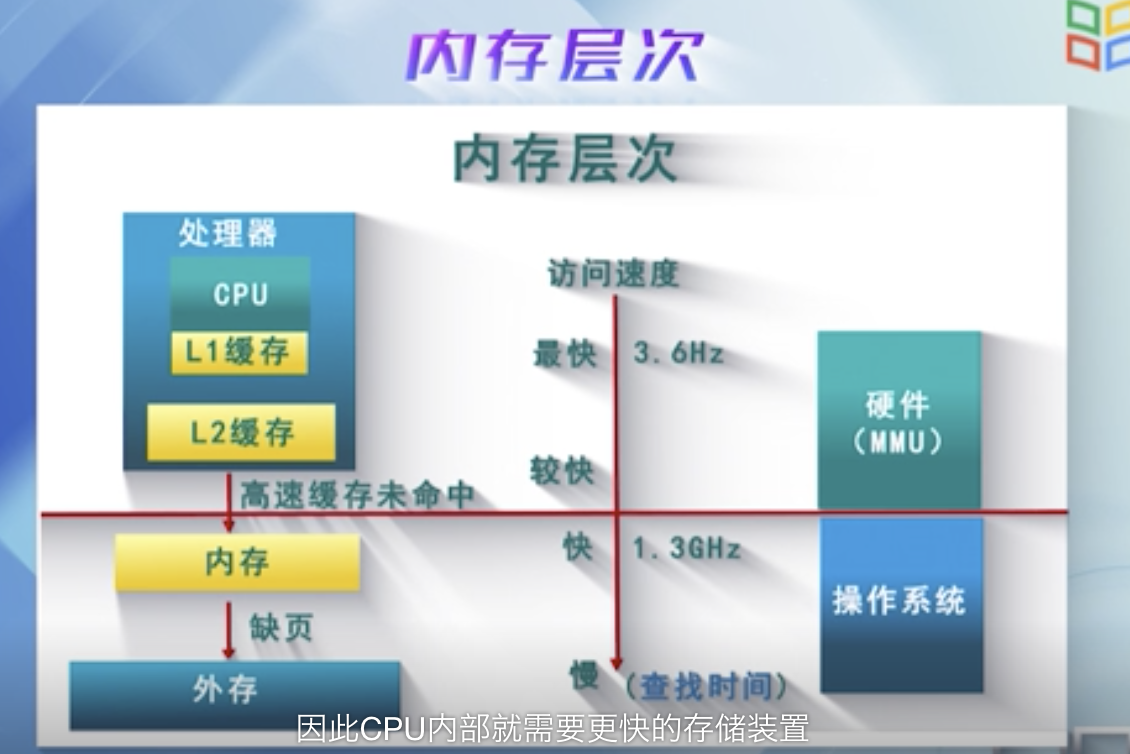 内存层次
内存层次
处理器
CPU
L1缓存
L2缓存
高速缓存未命中
内存
缺页
外存
访问速度
最快 3.6Hz
较快
快 1.3GHz
慢 (查找时间)
硬件
(MMU)
操作系统
因此CPU内部就需要更快的存储装置